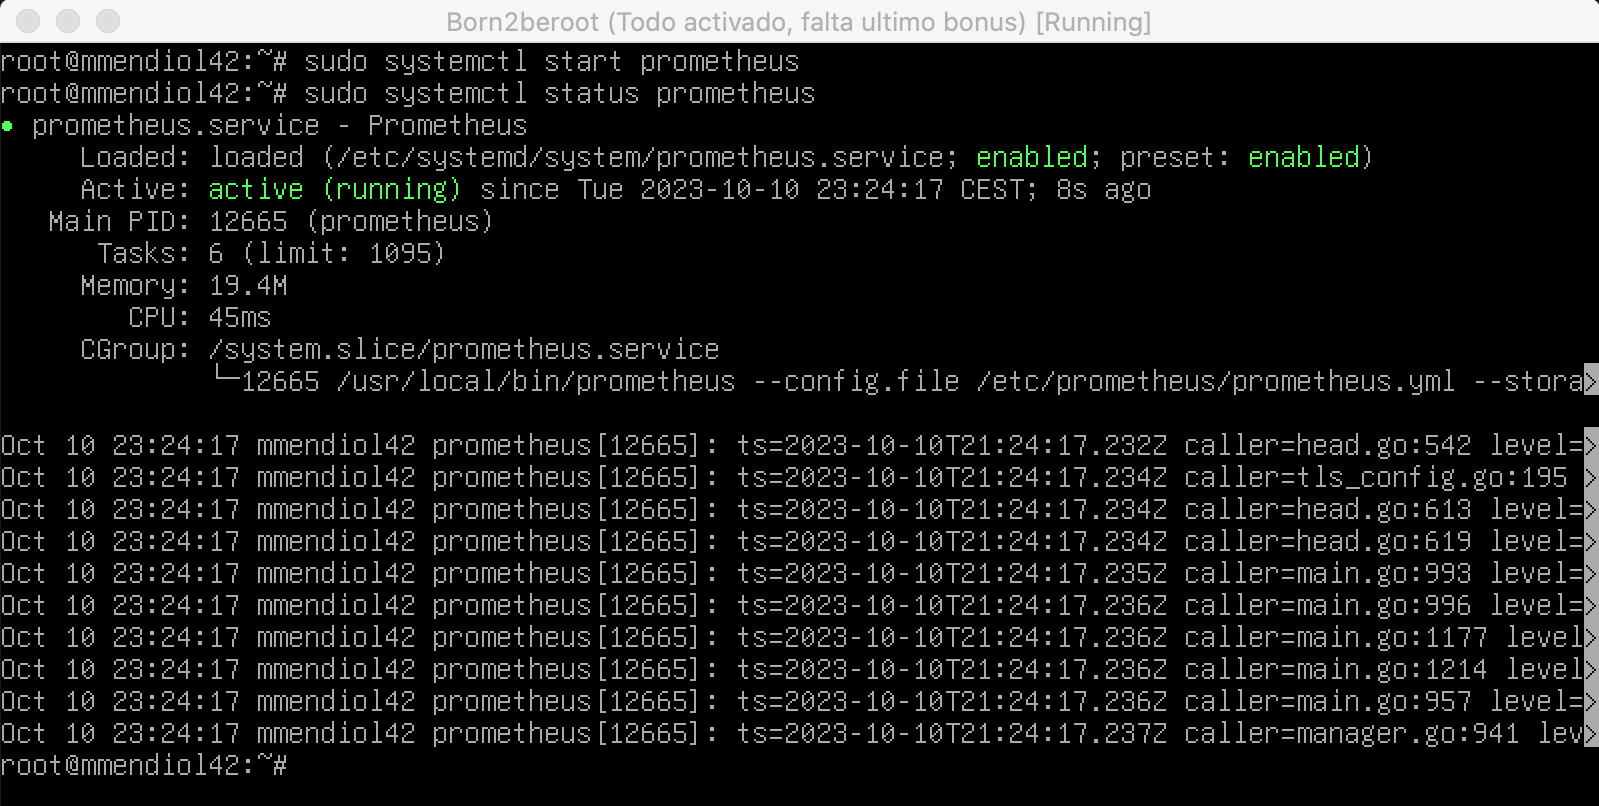 Born2beroot (Todo activado, falta ultimo bonus) [Running]
root@mmendiol42:~# sudo systemctl start prometheus
root@mmendiol42:~# sudo systemctl status prometheus
● prometheus.service - Prometheus
     Loaded: loaded (/etc/systemd/system/prometheus.service; enabled; preset: enabled)
     Active: active (running) since Tue 2023-10-10 23:24:17 CEST; 8s ago
   Main PID: 12665 (prometheus)
      Tasks: 6 (limit: 1095)
     Memory: 19.4M
        CPU: 45ms
     CGroup: /system.slice/prometheus.service
             └─12665 /usr/local/bin/prometheus --config.file /etc/prometheus/prometheus.yml --stora>
Oct 10 23:24:17 mmendiol42 prometheus[12665]: ts=2023-10-10T21:24:17.232Z caller=head.go:542 level=>
Oct 10 23:24:17 mmendiol42 prometheus[12665]: ts=2023-10-10T21:24:17.234Z caller=tls_config.go:195 >
Oct 10 23:24:17 mmendiol42 prometheus[12665]: ts=2023-10-10T21:24:17.234Z caller=head.go:613 level=>
Oct 10 23:24:17 mmendiol42 prometheus[12665]: ts=2023-10-10T21:24:17.234Z caller=head.go:619 level=>
Oct 10 23:24:17 mmendiol42 prometheus[12665]: ts=2023-10-10T21:24:17.235Z caller=main.go:993 level=>
Oct 10 23:24:17 mmendiol42 prometheus[12665]: ts=2023-10-10T21:24:17.236Z caller=main.go:996 level=>
Oct 10 23:24:17 mmendiol42 prometheus[12665]: ts=2023-10-10T21:24:17.236Z caller=main.go:1177 level>
Oct 10 23:24:17 mmendiol42 prometheus[12665]: ts=2023-10-10T21:24:17.236Z caller=main.go:1214 level>
Oct 10 23:24:17 mmendiol42 prometheus[12665]: ts=2023-10-10T21:24:17.236Z caller=main.go:957 level=>
Oct 10 23:24:17 mmendiol42 prometheus[12665]: ts=2023-10-10T21:24:17.237Z caller=manager.go:941 lev>
root@mmendiol42:~#